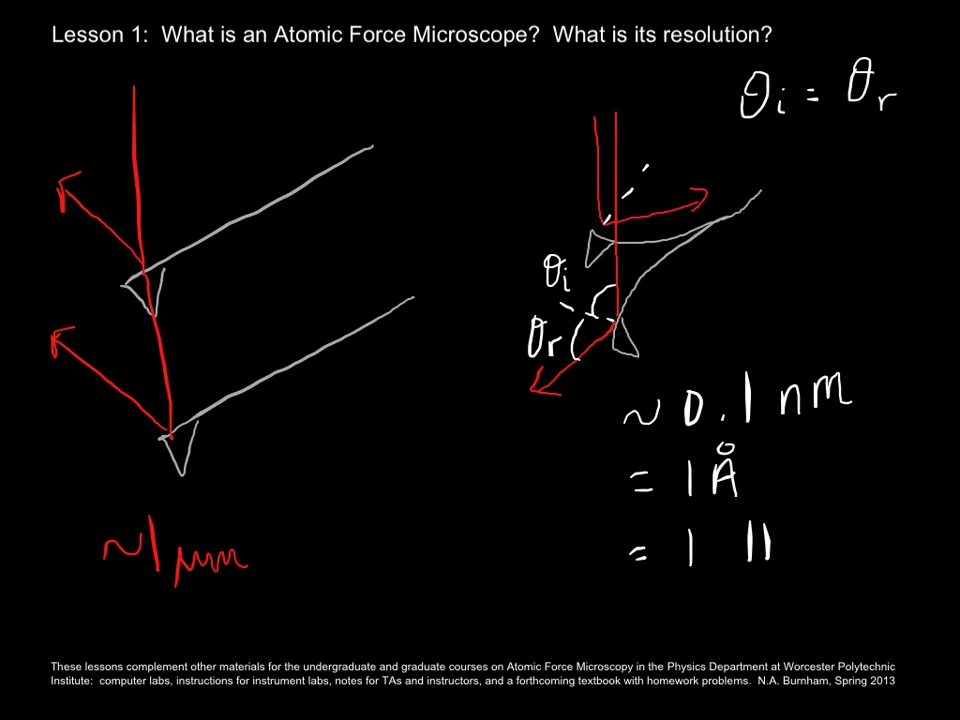 Lesson 1: What is an Atomic Force Microscope? What is its resolution?
θi = θr
θi
θr
~ 0.1 nm
= 1 Å
= 1 "
~1 μm
These lessons complement other materials for the undergraduate and graduate courses on Atomic Force Microscopy in the Physics Department at Worcester Polytechnic
Institute: computer labs, instructions for instrument labs, notes for TAs and instructors, and a forthcoming textbook with homework problems. N.A. Burnham, Spring 2013